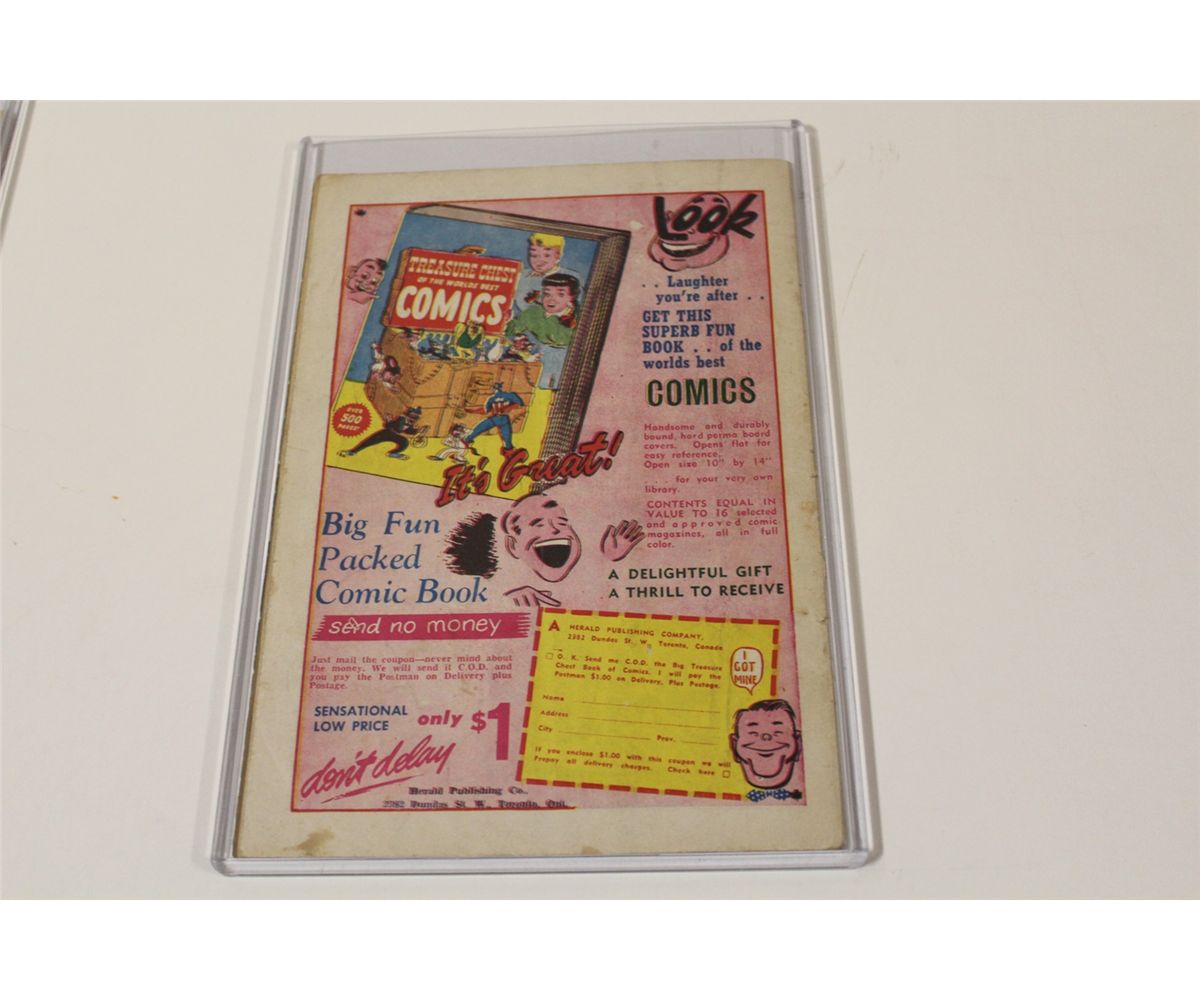 TREASURE CHEST
OF THE WORLDS BEST
COMICS
OVER
500
PAGES!
It's Great!
Look
. . Laughter
you're after . .
GET THIS
SUPERB FUN
BOOK . . of the
worlds best
COMICS
Handsome and durably
bound, hard perma board
covers. Opens flat for
easy reference.
Open size 10" by 14"
. . . for your very own
library.
CONTENTS EQUAL IN
VALUE TO 16 selected
and approved comic
magazines, all in full
color.
Big Fun
Packed
Comic Book
A DELIGHTFUL GIFT
A THRILL TO RECEIVE
send no money
Just mail the coupon—never mind about
the money. We will send it C.O.D. and
you pay the Postman on Delivery plus
Postage.
SENSATIONAL
LOW PRICE
only $1
don't delay
A HERALD PUBLISHING COMPANY,
2382 Dundas St., W., Toronto, Canada
O. K. Send me C.O.D. the Big Treasure
Chest Book of Comics. I will pay the
Postman $1.00 on Delivery, Plus Postage.
Name
Address
City Prov.
If you enclose $1.00 with this coupon we will
Prepay all delivery charges. Check here
I
GOT
MINE
Herald Publishing Co.,
2382 Dundas St. W., Toronto, Ont.